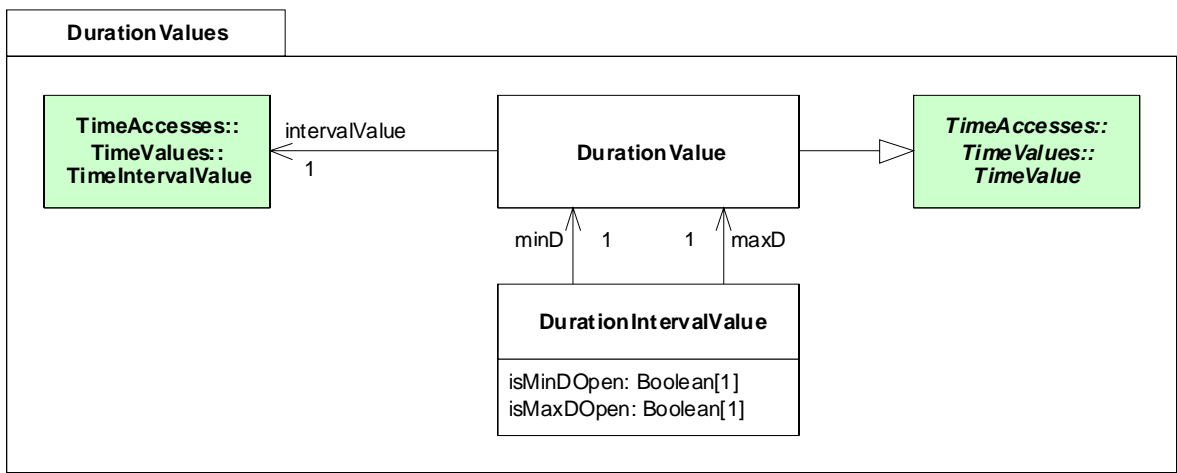 DurationValues
TimeAccesses::
TimeValues::
TimeIntervalValue
intervalValue
1
DurationValue
TimeAccesses::
TimeValues::
TimeValue
minD
1
1
maxD
DurationIntervalValue
isMinDOpen: Boolean[1]
isMaxDOpen: Boolean[1]